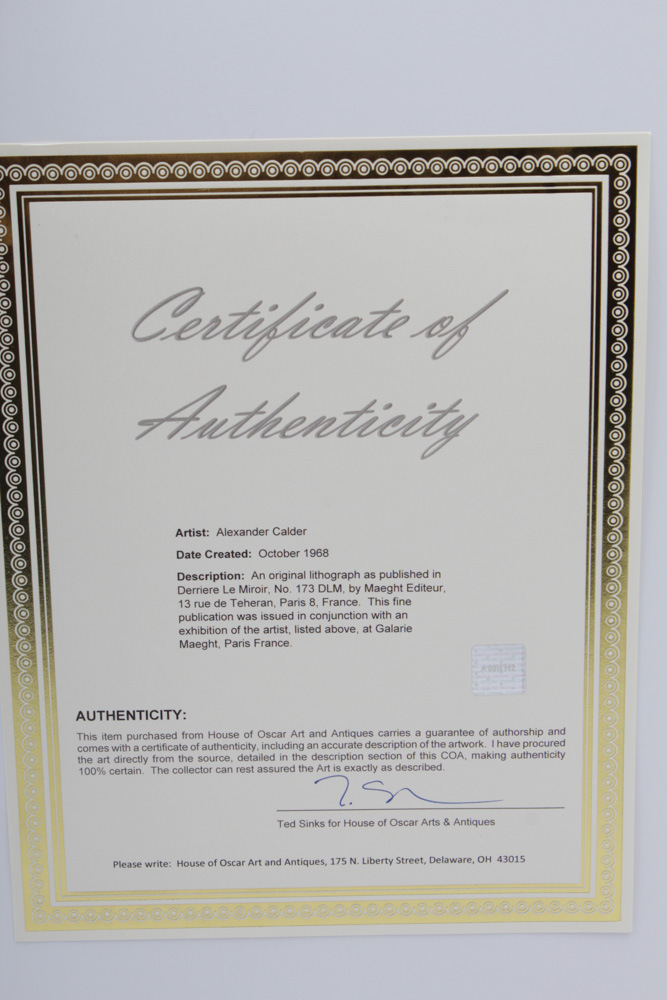 Certificate of
Authenticity
Artist: Alexander Calder
Date Created: October 1968
Description: An original lithograph as published in
Derriere Le Miroir, No. 173 DLM, by Maeght Editeur,
13 rue de Teheran, Paris 8, France. This fine
publication was issued in conjunction with an
exhibition of the artist, listed above, at Galarie
Maeght, Paris France.
AUTHENTICITY:
This item purchased from House of Oscar Art and Antiques carries a guarantee of authorship and
comes with a certificate of authenticity, including an accurate description of the artwork. I have procured
the art directly from the source, detailed in the description section of this COA, making authenticity
100% certain. The collector can rest assured the Art is exactly as described.
Ted Sinks for House of Oscar Arts & Antiques
Please write: House of Oscar Art and Antiques, 175 N. Liberty Street, Delaware, OH 43015